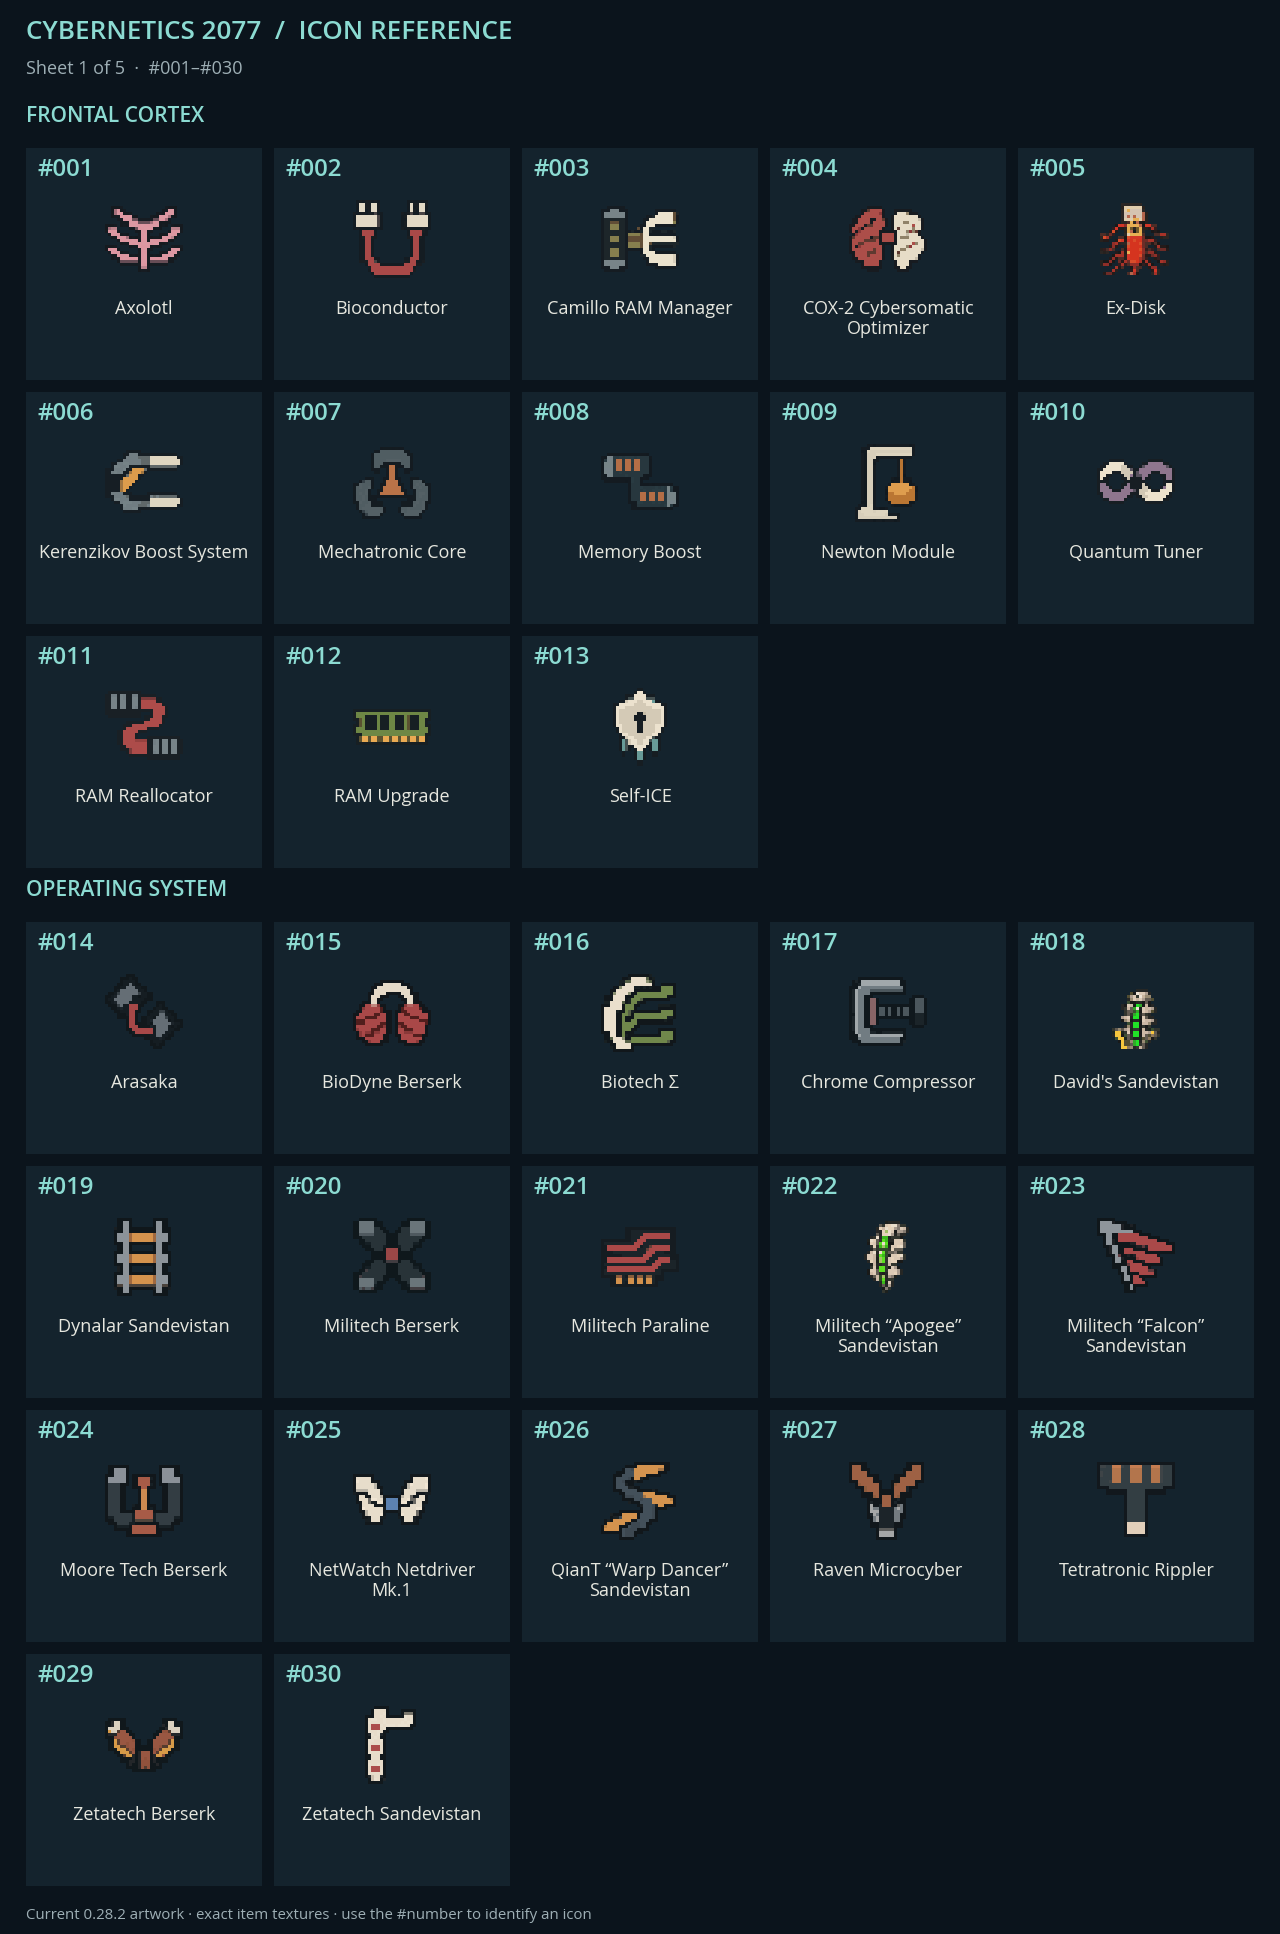 CYBERNETICS 2077 / ICON REFERENCE
Sheet 1 of 5 · #001–#030
FRONTAL CORTEX
#001
Axolotl
#002
Bioconductor
#003
Camillo RAM Manager
#004
COX-2 Cybersomatic
Optimizer
#005
Ex-Disk
#006
Kerenzikov Boost System
#007
Mechatronic Core
#008
Memory Boost
#009
Newton Module
#010
Quantum Tuner
#011
RAM Reallocator
#012
RAM Upgrade
#013
Self-ICE
OPERATING SYSTEM
#014
Arasaka
#015
BioDyne Berserk
#016
Biotech Σ
#017
Chrome Compressor
#018
David's Sandevistan
#019
Dynalar Sandevistan
#020
Militech Berserk
#021
Militech Paraline
#022
Militech “Apogee”
Sandevistan
#023
Militech “Falcon”
Sandevistan
#024
Moore Tech Berserk
#025
NetWatch Netdriver
Mk.1
#026
QianT “Warp Dancer”
Sandevistan
#027
Raven Microcyber
#028
Tetratronic Rippler
#029
Zetatech Berserk
#030
Zetatech Sandevistan
Current 0.28.2 artwork · exact item textures · use the #number to identify an icon